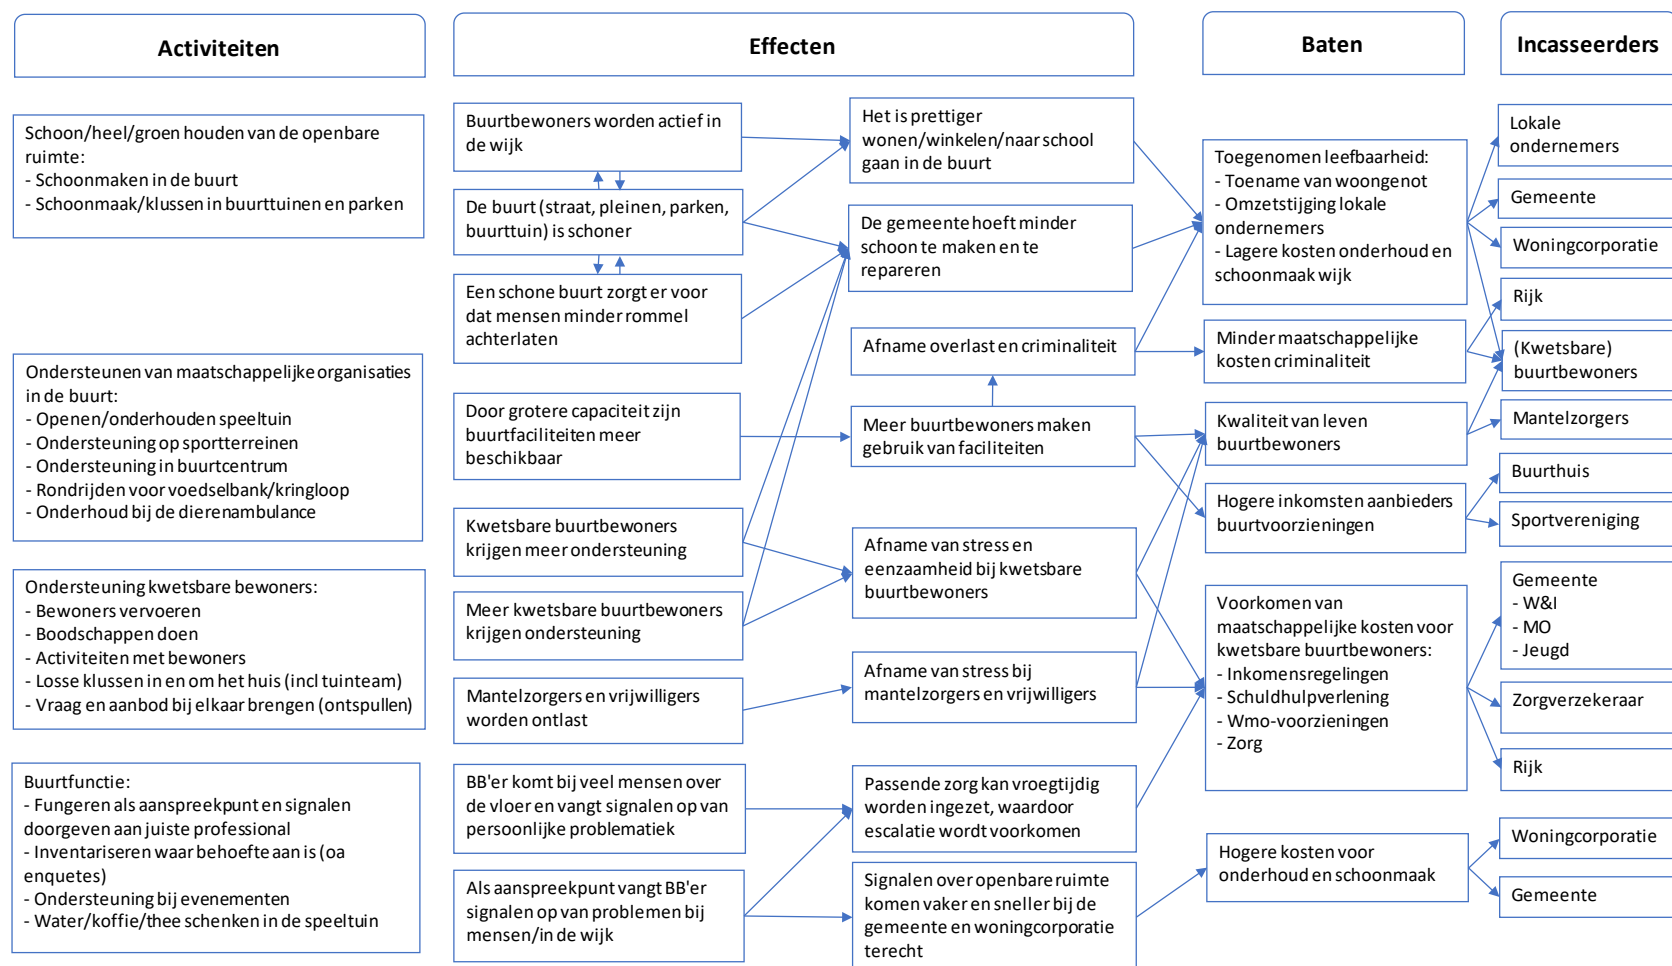 Activiteiten
Effecten
Baten
Incasseerders
Schoon/heel/groen houden van de openbare
ruimte:
- Schoonmaken in de buurt
- Schoonmaak/klussen in buurttuinen en parken
Ondersteunen van maatschappelijke organisaties
in de buurt:
- Openen/onderhouden speeltuin
- Ondersteuning op sportterreinen
- Ondersteuning in buurtcentrum
- Rondrijden voor voedselbank/kringloop
- Onderhoud bij de dierenambulance
Ondersteuning kwetsbare bewoners:
- Bewoners vervoeren
- Boodschappen doen
- Activiteiten met bewoners
- Losse klussen in en om het huis (incl tuinteam)
- Vraag en aanbod bij elkaar brengen (ontspullen)
Buurtfunctie:
- Fungeren als aanspreekpunt en signalen
doorgeven aan juiste professional
- Inventariseren waar behoefte aan is (oa
enquetes)
- Ondersteuning bij evenementen
- Water/koffie/thee schenken in de speeltuin
Buurtbewoners worden actief in
de wijk
De buurt (straat, pleinen, parken,
buurttuin) is schoner
Een schone buurt zorgt er voor
dat mensen minder rommel
achterlaten
Door grotere capaciteit zijn
buurtfaciliteiten meer
beschikbaar
Kwetsbare buurtbewoners
krijgen meer ondersteuning
Meer kwetsbare buurtbewoners
krijgen ondersteuning
Mantelzorgers en vrijwilligers
worden ontlast
BB'er komt bij veel mensen over
de vloer en vangt signalen op van
persoonlijke problematiek
Als aanspreekpunt vangt BB'er
signalen op van problemen bij
mensen/in de wijk
Het is prettiger
wonen/winkelen/naar school
gaan in de buurt
De gemeente hoeft minder
schoon te maken en te
repareren
Afname overlast en criminaliteit
Meer buurtbewoners maken
gebruik van faciliteiten
Afname van stress en
eenzaamheid bij kwetsbare
buurtbewoners
Afname van stress bij
mantelzorgers en vrijwilligers
Passende zorg kan vroegtijdig
worden ingezet, waardoor
escalatie wordt voorkomen
Signalen over openbare ruimte
komen vaker en sneller bij de
gemeente en woningcorporatie
terecht
Toegenomen leefbaarheid:
- Toename van woongenot
- Omzetstijging lokale
ondernemers
- Lagere kosten onderhoud en
schoonmaak wijk
Minder maatschappelijke
kosten criminaliteit
Kwaliteit van leven
buurtbewoners
Hogere inkomsten aanbieders
buurtvoorzieningen
Voorkomen van
maatschappelijke kosten voor
kwetsbare buurtbewoners:
- Inkomensregelingen
- Schuldhulpverlening
- Wmo-voorzieningen
- Zorg
Hogere kosten voor
onderhoud en schoonmaak
Lokale
ondernemers
Gemeente
Woningcorporatie
Rijk
(Kwetsbare)
buurtbewoners
Mantelzorgers
Buurthuis
Sportvereniging
Gemeente
- W&I
- MO
- Jeugd
Zorgverzekeraar
Rijk
Woningcorporatie
Gemeente